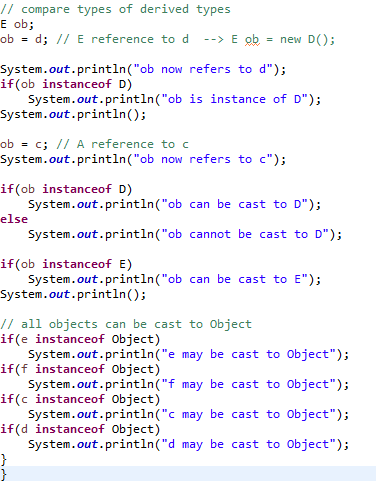 // compare types of derived types
E ob;
ob = d; // E reference to d  --> E ob = new D();

System.out.println("ob now refers to d");
if(ob instanceof D)
    System.out.println("ob is instance of D");
System.out.println();

ob = c; // A reference to c
System.out.println("ob now refers to c");

if(ob instanceof D)
    System.out.println("ob can be cast to D");
else
    System.out.println("ob cannot be cast to D");

if(ob instanceof E)
    System.out.println("ob can be cast to E");
System.out.println();

// all objects can be cast to Object
if(e instanceof Object)
    System.out.println("e may be cast to Object");
if(f instanceof Object)
    System.out.println("f may be cast to Object");
if(c instanceof Object)
    System.out.println("c may be cast to Object");
if(d instanceof Object)
    System.out.println("d may be cast to Object");
}
}